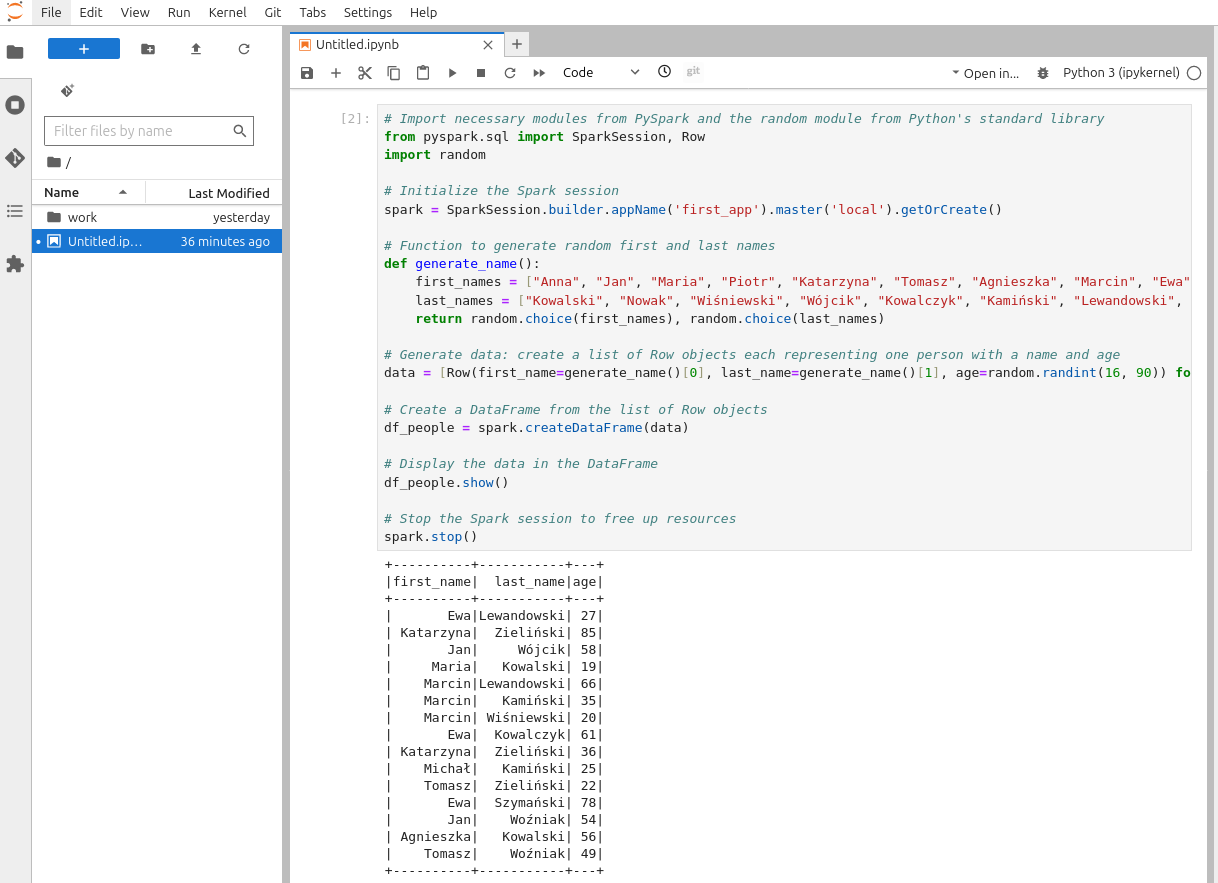 File Edit View Run Kernel Git Tabs Settings Help
Untitled.ipynb
Code
git
Open in...
Python 3 (ipykernel)
Filter files by name
/
Name Last Modified
work yesterday
Untitled.ip... 36 minutes ago
[2]:
# Import necessary modules from PySpark and the random module from Python's standard library
from pyspark.sql import SparkSession, Row
import random
# Initialize the Spark session
spark = SparkSession.builder.appName('first_app').master('local').getOrCreate()
# Function to generate random first and last names
def generate_name():
    first_names = ["Anna", "Jan", "Maria", "Piotr", "Katarzyna", "Tomasz", "Agnieszka", "Marcin", "Ewa"
    last_names = ["Kowalski", "Nowak", "Wiśniewski", "Wójcik", "Kowalczyk", "Kamiński", "Lewandowski",
    return random.choice(first_names), random.choice(last_names)
# Generate data: create a list of Row objects each representing one person with a name and age
data = [Row(first_name=generate_name()[0], last_name=generate_name()[1], age=random.randint(16, 90)) fo
# Create a DataFrame from the list of Row objects
df_people = spark.createDataFrame(data)
# Display the data in the DataFrame
df_people.show()
# Stop the Spark session to free up resources
spark.stop()
+----------+-----------+---+
|first_name|  last_name|age|
+----------+-----------+---+
|       Ewa|Lewandowski| 27|
| Katarzyna|  Zieliński| 85|
|       Jan|     Wójcik| 58|
|     Maria|   Kowalski| 19|
|    Marcin|Lewandowski| 66|
|    Marcin|   Kamiński| 35|
|    Marcin| Wiśniewski| 20|
|       Ewa|  Kowalczyk| 61|
| Katarzyna|  Zieliński| 36|
|    Michał|   Kamiński| 25|
|    Tomasz|  Zieliński| 22|
|       Ewa|  Szymański| 78|
|       Jan|    Woźniak| 54|
| Agnieszka|   Kowalski| 56|
|    Tomasz|    Woźniak| 49|
+----------+-----------+---+